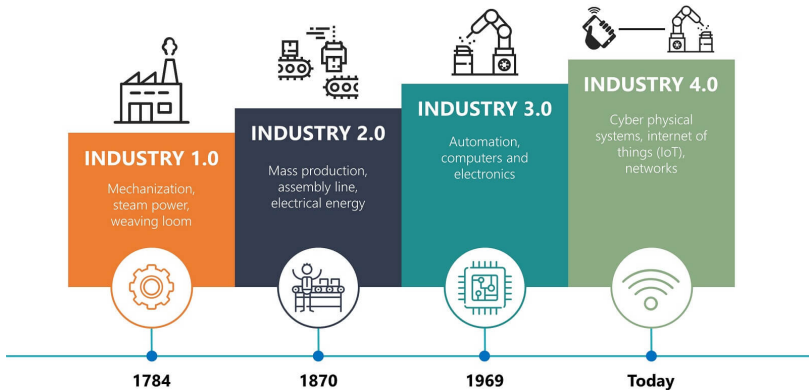 INDUSTRY 1.0
Mechanization,
steam power,
weaving loom
INDUSTRY 2.0
Mass production,
assembly line,
electrical energy
INDUSTRY 3.0
Automation,
computers and
electronics
INDUSTRY 4.0
Cyber physical
systems, internet of
things (IoT),
networks
1784
1870
1969
Today